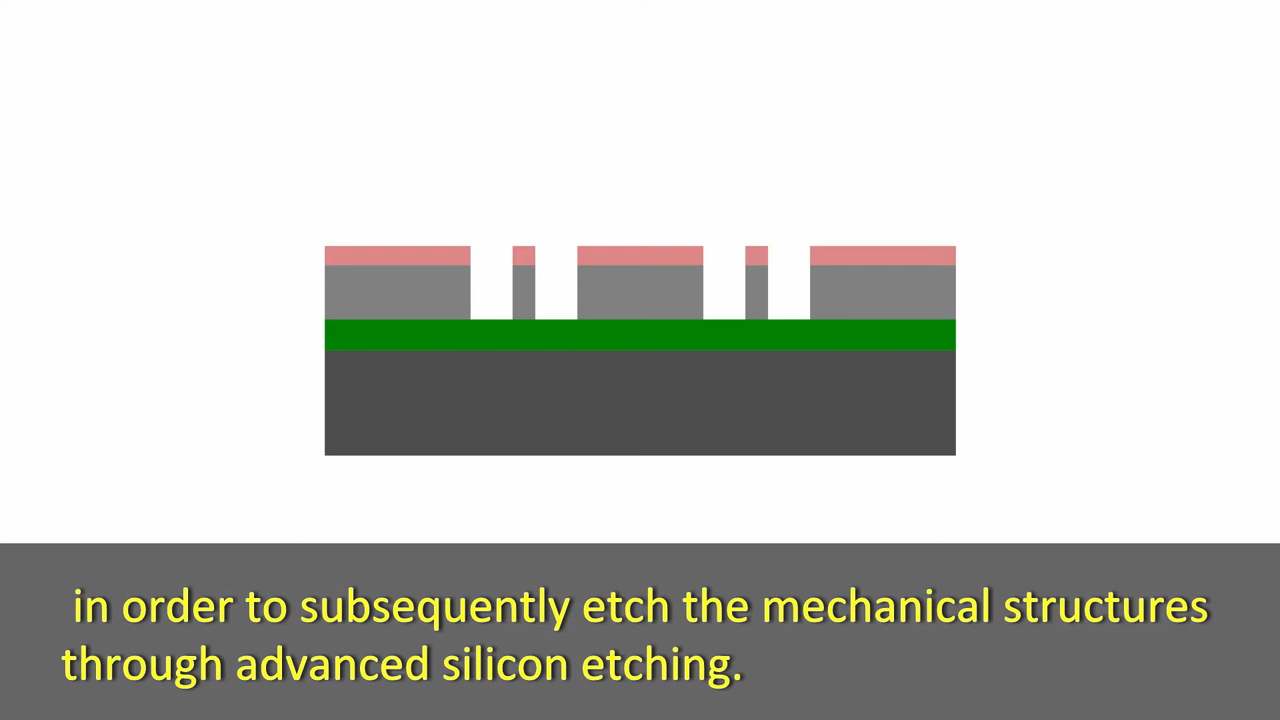 in order to subsequently etch the mechanical structures
through advanced silicon etching.